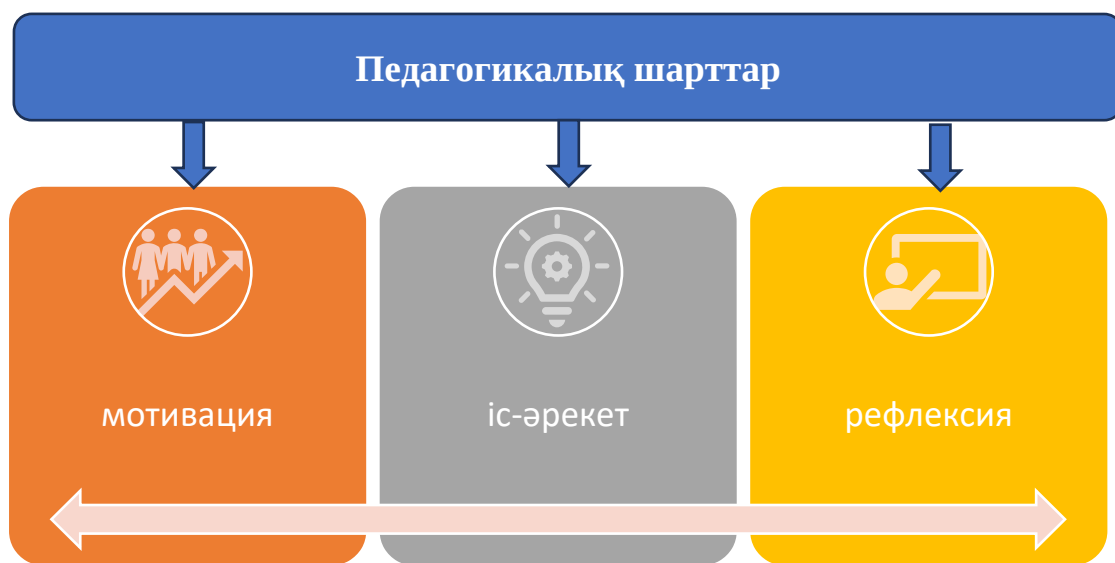 Педагогикалық шарттар
мотивация
іс-әрекет
рефлексия